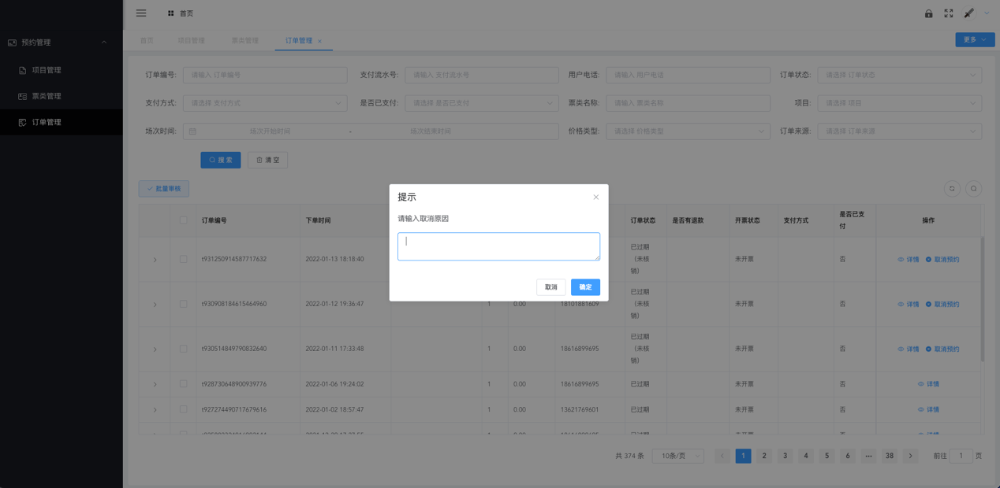 首页
预约管理
项目管理
票类管理
订单管理
首页 项目管理 票类管理 订单管理 ×
更多
订单编号: 请输入 订单编号 支付流水号: 请输入 支付流水号 用户电话: 请输入 用户电话 订单状态: 请选择 订单状态
支付方式: 请选择 支付方式 是否已支付: 请选择 是否已支付 票类名称: 请输入 票类名称 项目: 请选择 项目
场次时间: 场次开始时间 - 场次结束时间 价格类型: 请选择 价格类型 订单来源: 请选择 订单来源
搜 索 清 空
批量审核
提示
请输入取消原因
取消 确定
订单编号 下单时间 订单状态 是否有退款 开票状态 支付方式 是否已支付 操作
t931250914587717632 2022-01-13 18:18:40 已过期（未核销） 未开票 否 详情 取消预约
t930908184615464960 2022-01-12 19:36:47 1 0.00 18101881609 已过期（未核销） 未开票 否 详情 取消预约
t930514849790832640 2022-01-11 17:33:48 1 0.00 18616899695 已过期（未核销） 未开票 否 详情 取消预约
t928730648900939776 2022-01-06 19:24:02 1 0.00 18616899695 已过期 未开票 否 详情
t927274490717679616 2022-01-02 18:57:47 1 0.00 13621769601 已过期 未开票 否 详情
共 374 条 10条/页 1 2 3 4 5 6 ••• 38 前往 1 页